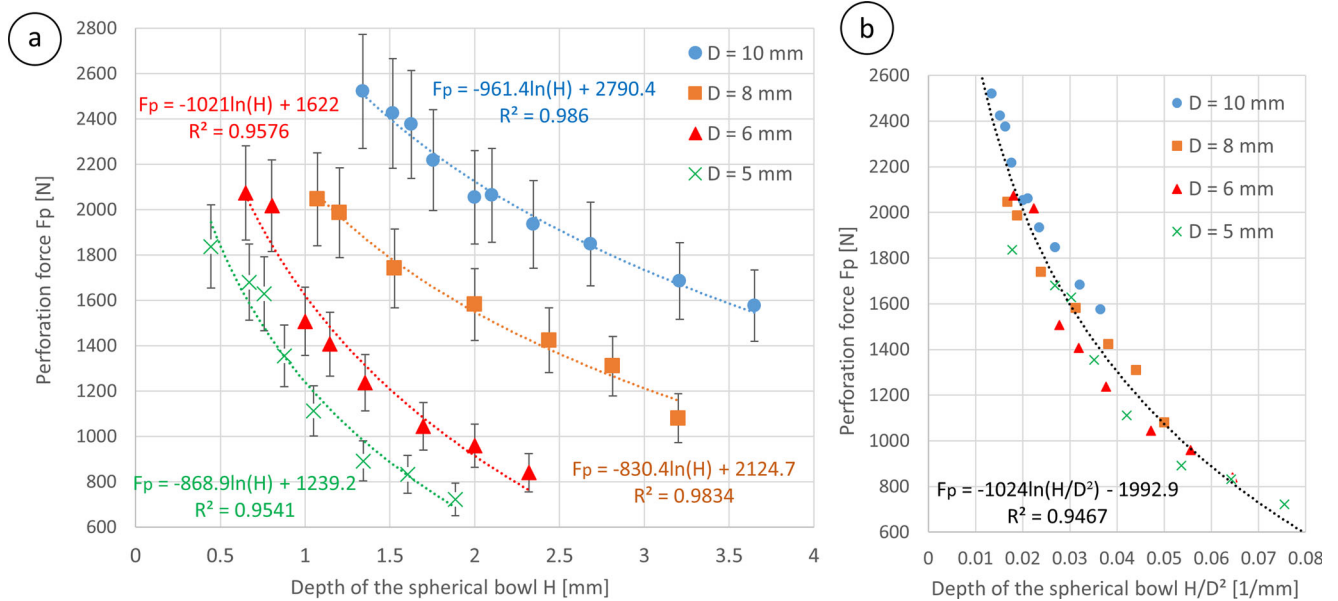 a
Perforation force Fp [N]
2800
2600
2400
2200
2000
1800
1600
1400
1200
1000
800
600
0 0.5 1 1.5 2 2.5 3 3.5 4
Depth of the spherical bowl H [mm]
D = 10 mm
D = 8 mm
D = 6 mm
D = 5 mm
Fp = -1021ln(H) + 1622
R² = 0.9576
Fp = -961.4ln(H) + 2790.4
R² = 0.986
Fp = -868.9ln(H) + 1239.2
R² = 0.9541
Fp = -830.4ln(H) + 2124.7
R² = 0.9834
b
Perforation force Fp [N]
2600
2400
2200
2000
1800
1600
1400
1200
1000
800
600
0 0.01 0.02 0.03 0.04 0.05 0.06 0.07 0.08
Depth of the spherical bowl H/D² [1/mm]
D = 10 mm
D = 8 mm
D = 6 mm
D = 5 mm
Fp = -1024ln(H/D²) - 1992.9
R² = 0.9467